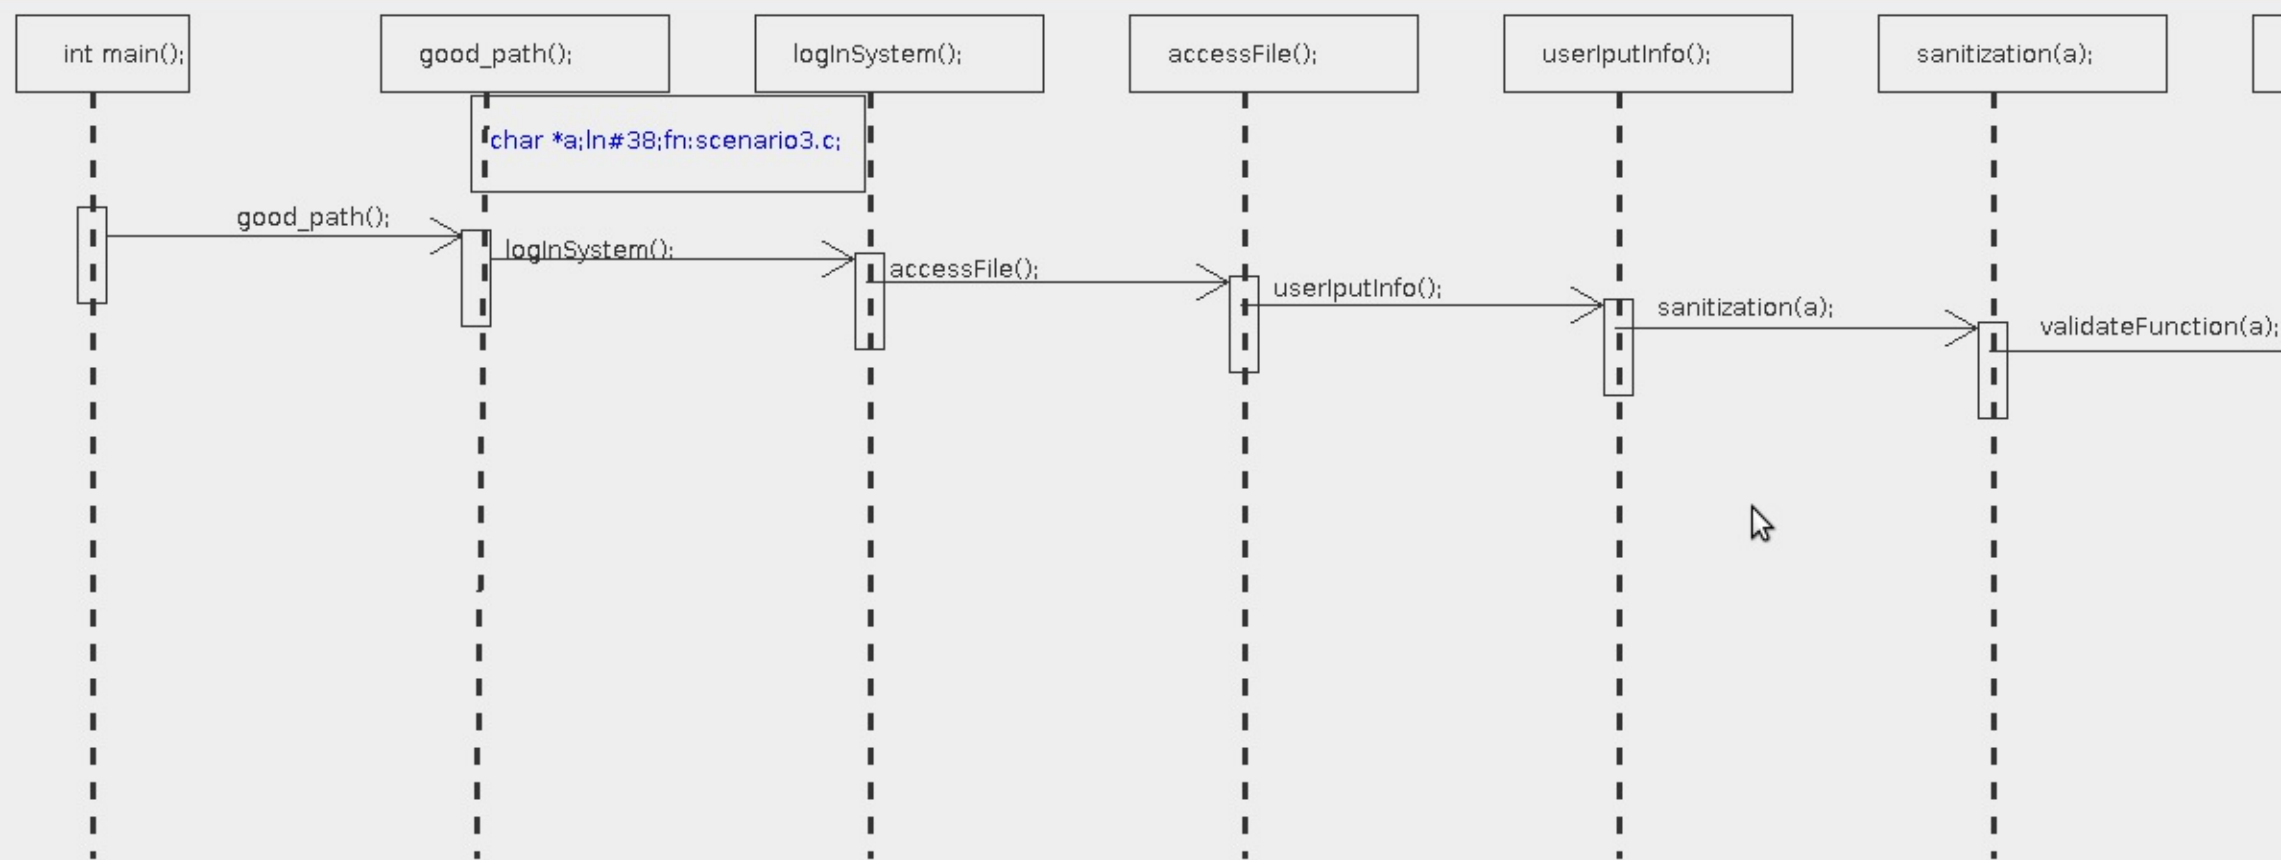 int main();
good_path();
logInSystem();
accessFile();
userIputInfo();
sanitization(a);
char *a;ln#38;fn:scenario3.c;
good_path();
logInSystem();
accessFile();
userIputInfo();
sanitization(a);
validateFunction(a);